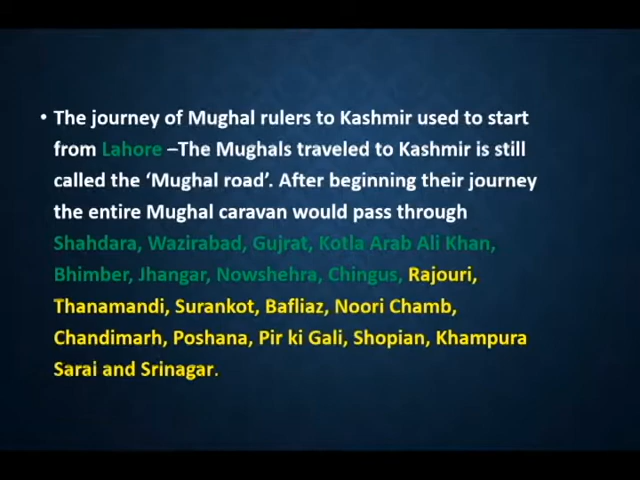 • The journey of Mughal rulers to Kashmir used to start
from Lahore –The Mughals traveled to Kashmir is still
called the ‘Mughal road’. After beginning their journey
the entire Mughal caravan would pass through
Shahdara, Wazirabad, Gujrat, Kotla Arab Ali Khan,
Bhimber, Jhangar, Nowshehra, Chingus, Rajouri,
Thanamandi, Surankot, Bafliaz, Noori Chamb,
Chandimarh, Poshana, Pir ki Gali, Shopian, Khampura
Sarai and Srinagar.